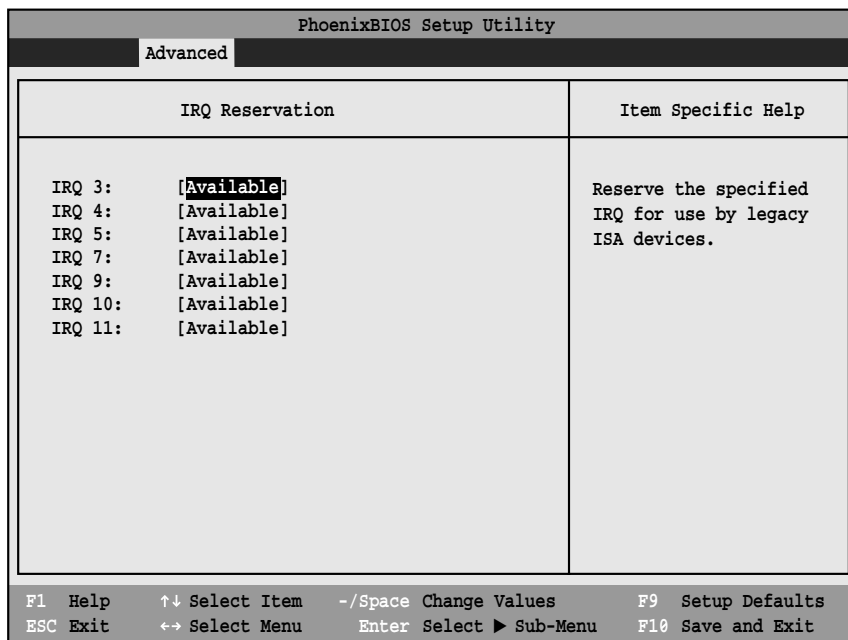 PhoenixBIOS Setup Utility
Advanced
IRQ Reservation
Item Specific Help
IRQ 3: [Available]
IRQ 4: [Available]
IRQ 5: [Available]
IRQ 7: [Available]
IRQ 9: [Available]
IRQ 10: [Available]
IRQ 11: [Available]
Reserve the specified
IRQ for use by legacy
ISA devices.
F1 Help ↑↓ Select Item -/Space Change Values F9 Setup Defaults
ESC Exit ←→ Select Menu Enter Select ▶ Sub-Menu F10 Save and Exit